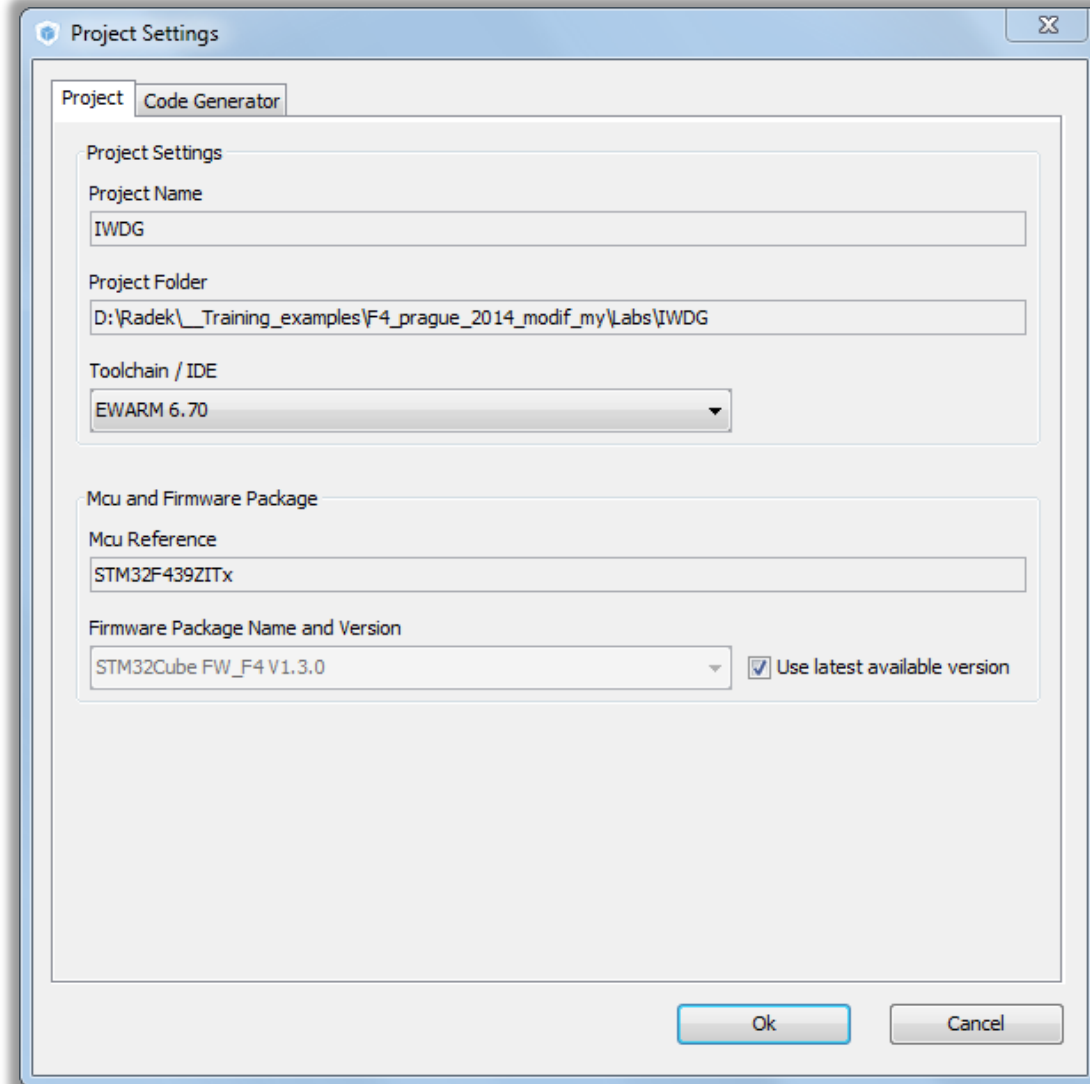 Project Settings
Project
Code Generator
Project Settings
Project Name
IWDG
Project Folder
D:\Radek\__Training_examples\F4_prague_2014_modif_my\Labs\IWDG
Toolchain / IDE
EWARM 6.70
Mcu and Firmware Package
Mcu Reference
STM32F439ZITx
Firmware Package Name and Version
STM32Cube FW_F4 V1.3.0
Use latest available version
Ok
Cancel